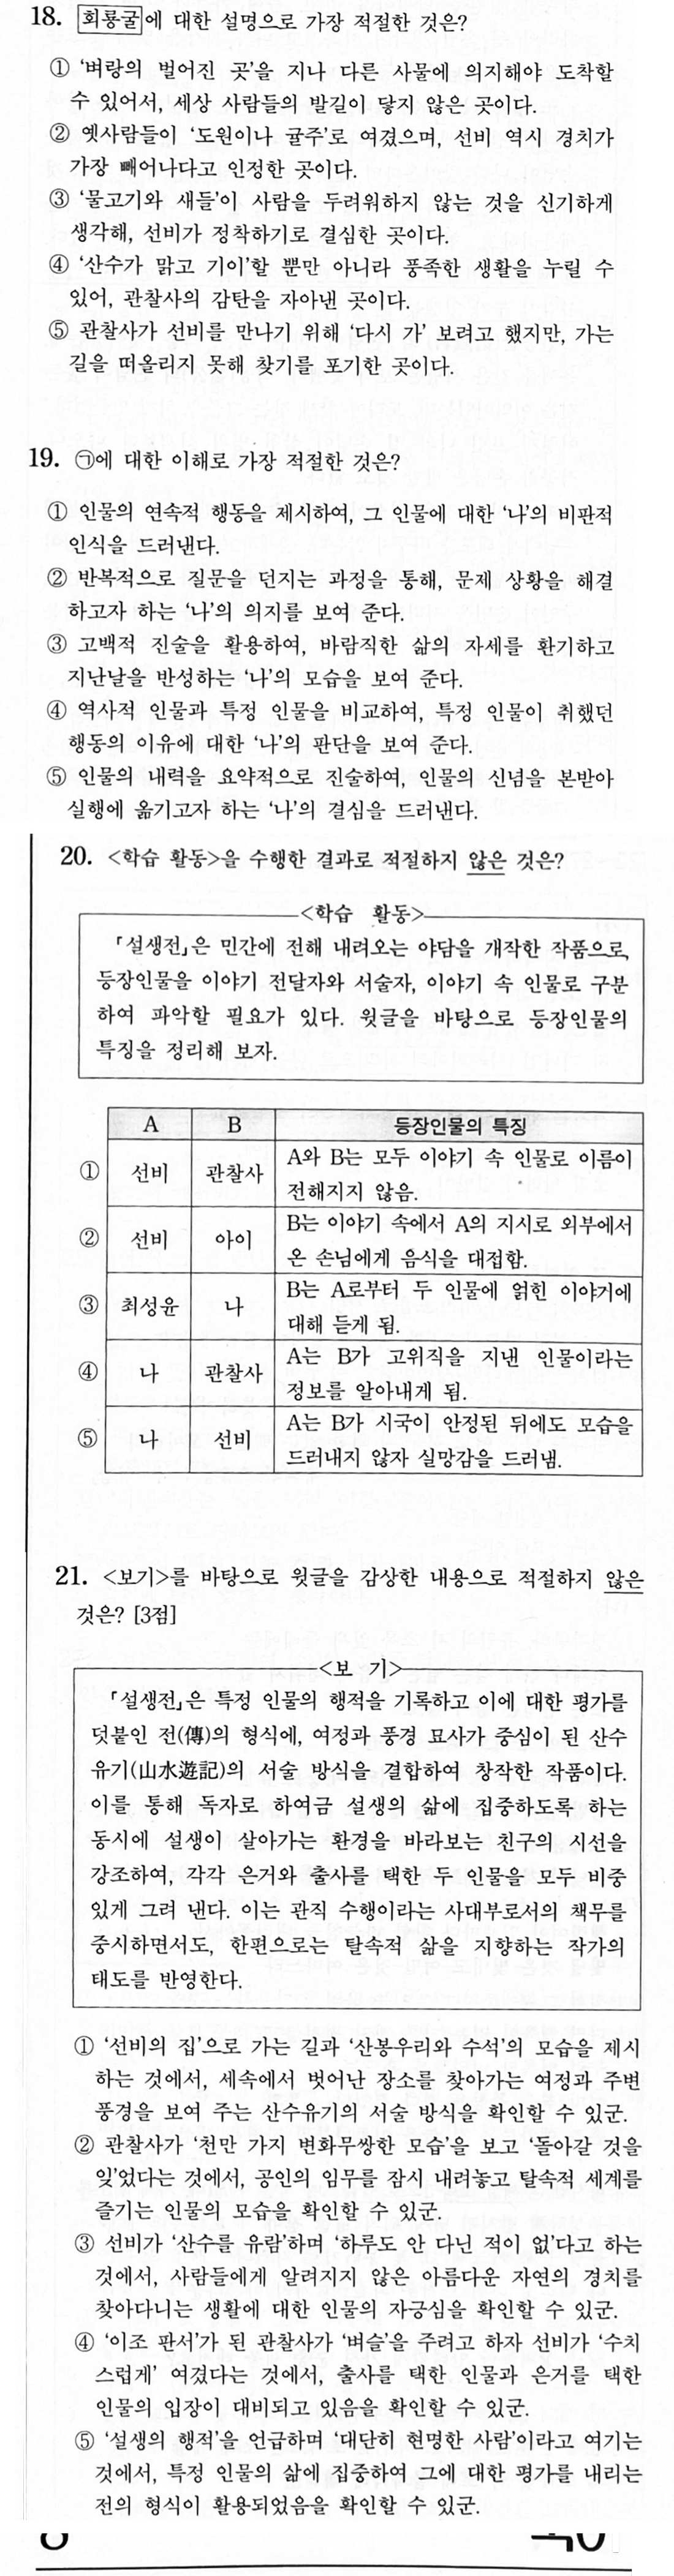 18. 회룡굴에 대한 설명으로 가장 적절한 것은?
① ‘벼랑의 벌어진 곳’을 지나 다른 사물에 의지해야 도착할
수 있어서, 세상 사람들의 발길이 닿지 않은 곳이다.
② 옛사람들이 ‘도원이나 귤주’로 여겼으며, 선비 역시 경치가
가장 빼어나다고 인정한 곳이다.
③ ‘물고기와 새들’이 사람을 두려워하지 않는 것을 신기하게
생각해, 선비가 정착하기로 결심한 곳이다.
④ ‘산수가 맑고 기이’할 뿐만 아니라 풍족한 생활을 누릴 수
있어, 관찰사의 감탄을 자아낸 곳이다.
⑤ 관찰사가 선비를 만나기 위해 ‘다시 가’ 보려고 했지만, 가는
길을 떠올리지 못해 찾기를 포기한 곳이다.
19. ㉠에 대한 이해로 가장 적절한 것은?
① 인물의 연속적 행동을 제시하여, 그 인물에 대한 ‘나’의 비판적
인식을 드러낸다.
② 반복적으로 질문을 던지는 과정을 통해, 문제 상황을 해결
하고자 하는 ‘나’의 의지를 보여 준다.
③ 고백적 진술을 활용하여, 바람직한 삶의 자세를 환기하고
지난날을 반성하는 ‘나’의 모습을 보여 준다.
④ 역사적 인물과 특정 인물을 비교하여, 특정 인물이 취했던
행동의 이유에 대한 ‘나’의 판단을 보여 준다.
⑤ 인물의 내력을 요약적으로 진술하여, 인물의 신념을 본받아
실행에 옮기고자 하는 ‘나’의 결심을 드러낸다.
20. <학습 활동>을 수행한 결과로 적절하지 않은 것은?
<학습 활동>
「설생전」은 민간에 전해 내려오는 야담을 개작한 작품으로,
등장인물을 이야기 전달자와 서술자, 이야기 속 인물로 구분
하여 파악할 필요가 있다. 윗글을 바탕으로 등장인물의
특징을 정리해 보자.
A B 등장인물의 특징
① 선비 관찰사 A와 B는 모두 이야기 속 인물로 이름이
전해지지 않음.
② 선비 아이 B는 이야기 속에서 A의 지시로 외부에서
온 손님에게 음식을 대접함.
③ 최성윤 나 B는 A로부터 두 인물에 얽힌 이야기에
대해 듣게 됨.
④ 나 관찰사 A는 B가 고위직을 지낸 인물이라는
정보를 알아내게 됨.
⑤ 나 선비 A는 B가 시국이 안정된 뒤에도 모습을
드러내지 않자 실망감을 드러냄.
21. <보기>를 바탕으로 윗글을 감상한 내용으로 적절하지 않은
것은? [3점]
<보 기>
「설생전」은 특정 인물의 행적을 기록하고 이에 대한 평가를
덧붙인 전(傳)의 형식에, 여정과 풍경 묘사가 중심이 된 산수
유기(山水遊記)의 서술 방식을 결합하여 창작한 작품이다.
이를 통해 독자로 하여금 설생의 삶에 집중하도록 하는
동시에 설생이 살아가는 환경을 바라보는 친구의 시선을
강조하여, 각각 은거와 출사를 택한 두 인물을 모두 비중
있게 그려 낸다. 이는 관직 수행이라는 사대부로서의 책무를
중시하면서도, 한편으로는 탈속적 삶을 지향하는 작가의
태도를 반영한다.
① ‘선비의 집’으로 가는 길과 ‘산봉우리와 수석’의 모습을 제시
하는 것에서, 세속에서 벗어난 장소를 찾아가는 여정과 주변
풍경을 보여 주는 산수유기의 서술 방식을 확인할 수 있군.
② 관찰사가 ‘천만 가지 변화무쌍한 모습’을 보고 ‘돌아갈 것을
잊’었다는 것에서, 공인의 임무를 잠시 내려놓고 탈속적 세계를
즐기는 인물의 모습을 확인할 수 있군.
③ 선비가 ‘산수를 유람’하며 ‘하루도 안 다닌 적이 없’다고 하는
것에서, 사람들에게 알려지지 않은 아름다운 자연의 경치를
찾아다니는 생활에 대한 인물의 자긍심을 확인할 수 있군.
④ ‘이조 판서’가 된 관찰사가 ‘벼슬’을 주려고 하자 선비가 ‘수치
스럽게’ 여겼다는 것에서, 출사를 택한 인물과 은거를 택한
인물의 입장이 대비되고 있음을 확인할 수 있군.
⑤ ‘설생의 행적’을 언급하며 ‘대단히 현명한 사람’이라고 여기는
것에서, 특정 인물의 삶에 집중하여 그에 대한 평가를 내리는
전의 형식이 활용되었음을 확인할 수 있군.